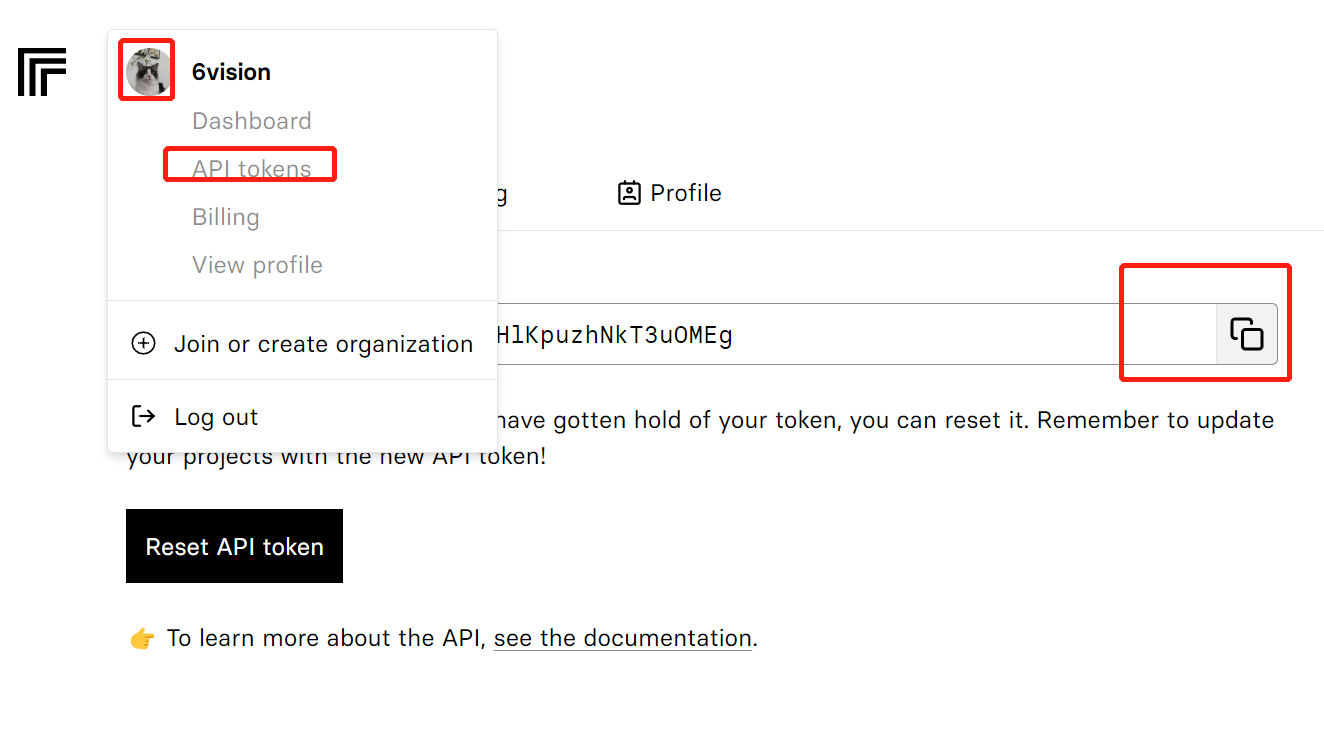 6vision
Dashboard
API tokens
g
Profile
Billing
View profile
HlKpuzhNkT3uOMEg
Join or create organization
Log out
have gotten hold of your token, you can reset it. Remember to update
your projects with the new API token!
Reset API token
👉 To learn more about the API, see the documentation.